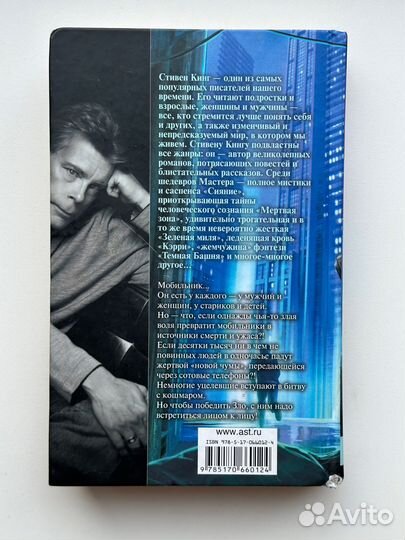 Стивен Кинг — один из самых
популярных писателей нашего
времени. Его читают подростки и
взрослые, женщины и мужчины —
все, кто стремится лучше понять себя
и других, а также изменчивый и
непредсказуемый мир, в котором мы
живем. Стивену Кингу подвластны
все жанры: он — автор великолепных
романов, потрясающих повестей и
блистательных рассказов. Среди
шедевров Мастера — полное мистики
и саспенса «Сияние»,
приоткрывающая тайны
человеческого сознания «Мертвая
зона», удивительно трогательная и в
то же время невероятно жесткая
«Зеленая миля», леденящая кровь
«Кэрри», «жемчужина» фэнтези
«Темная Башня» и многое-многое
другое...
Мобильник...
Он есть у каждого — у мужчин и
женщин, у стариков и детей.
Но — что, если однажды чья-то злая
воля превратит мобильники в
источники смерти и ужаса?!
Если десятки тысяч ни в чем не
повинных людей в одночасье падут
жертвой «новой чумы», передающейся
через сотовые телефоны?!
Немногие уцелевшие вступают в битву
с кошмаром.
Но чтобы победить Зло, с ним надо
встретиться лицом к лицу!
www.ast.ru
ISBN 978-5-17-066012-4
9 785170 660124
Avito